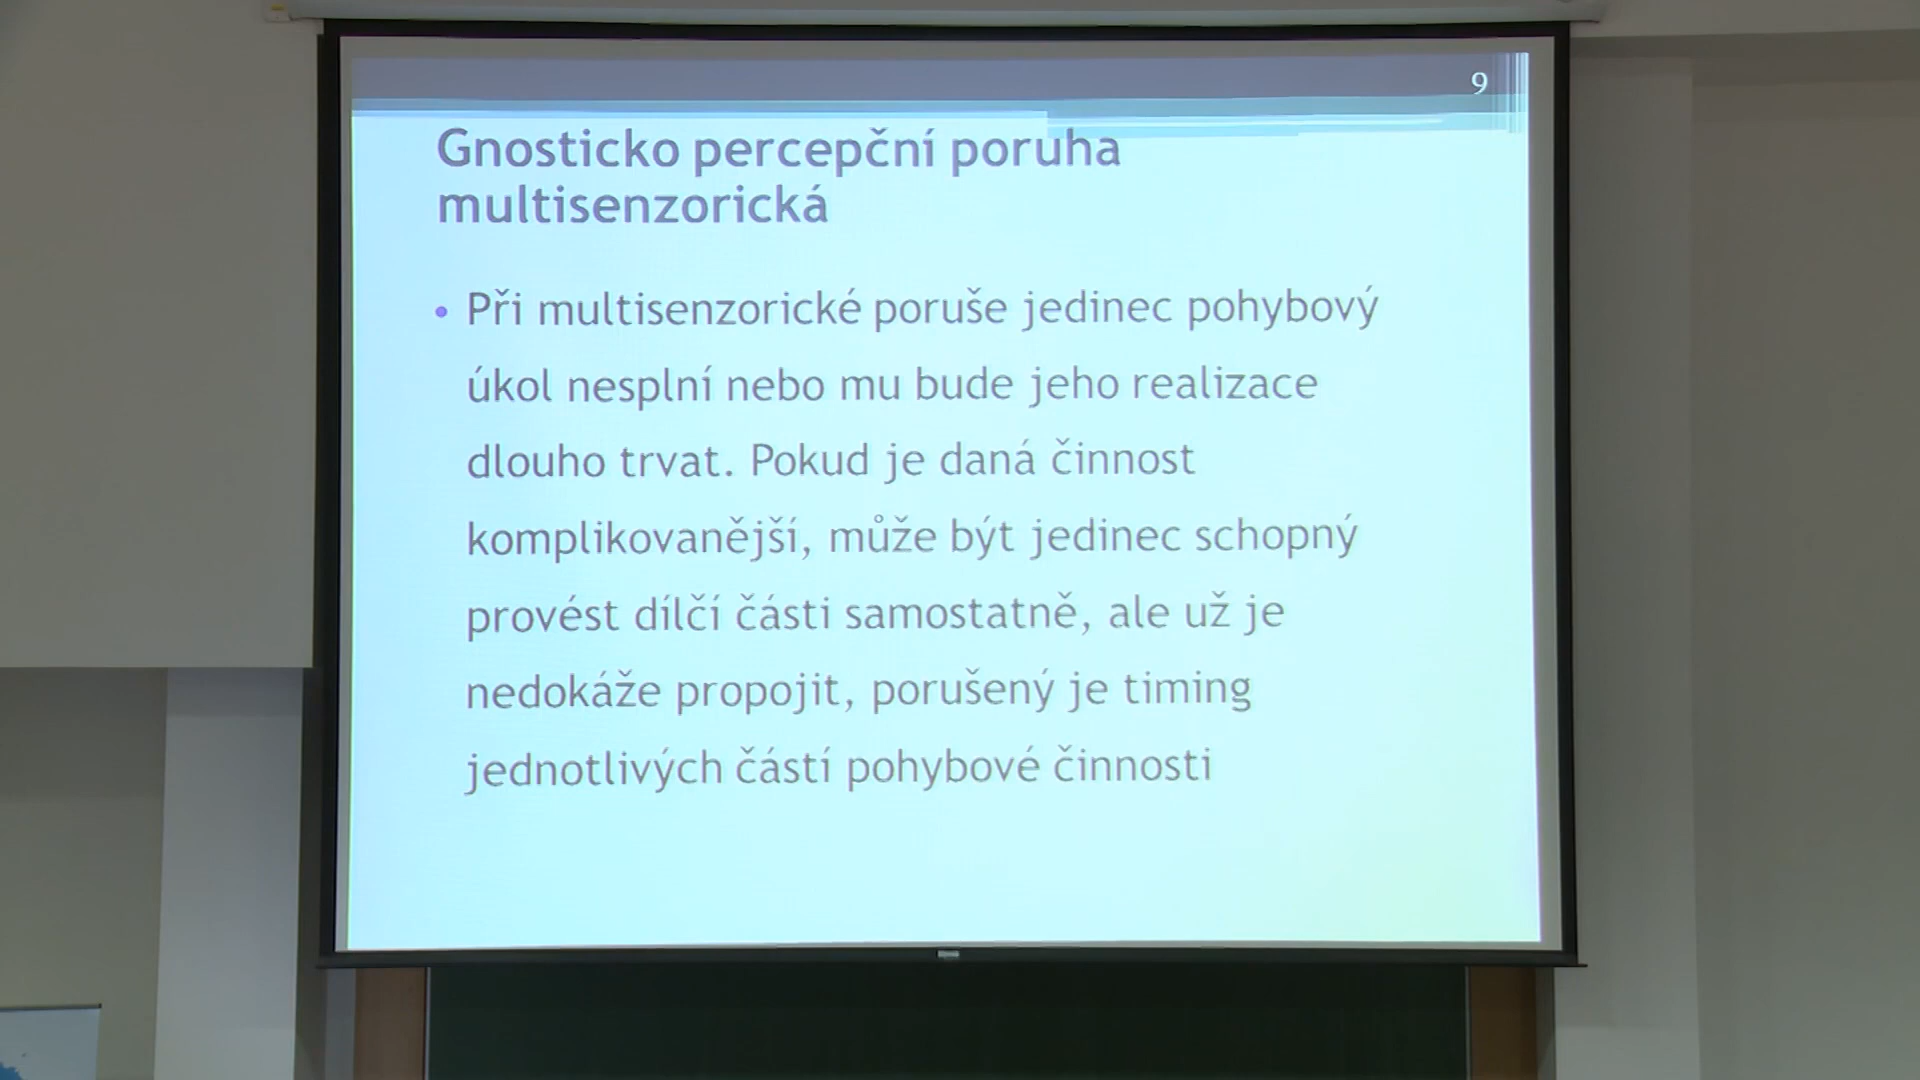 9
Gnosticko percepční poruha
multisenzorická
• Při multisenzorické poruše jedinec pohybový
úkol nesplní nebo mu bude jeho realizace
dlouho trvat. Pokud je daná činnost
komplikovanější, může být jedinec schopný
provést dílčí části samostatně, ale už je
nedokáže propojit, porušený je timing
jednotlivých částí pohybové činnosti